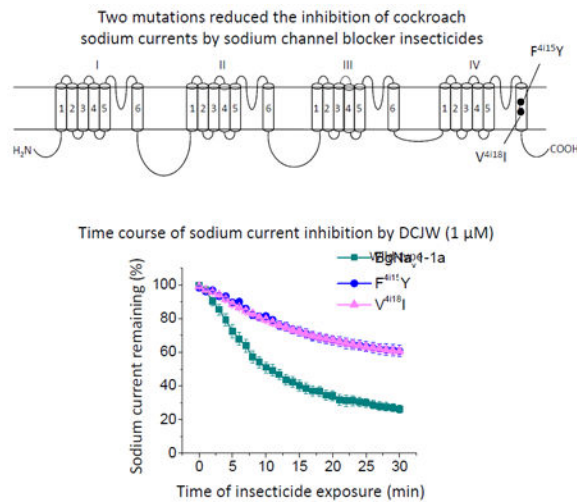 Two mutations reduced the inhibition of cockroach
sodium currents by sodium channel blocker insecticides
I II III IV
F4i15Y
1 2 3 4 5 6 1 2 3 4 5 6 1 2 3 4 5 6 1 2 3 4 5
H2N
V4i18I
COOH
Time course of sodium current inhibition by DCJW (1 µM)
BgNav1-1a
F4i15Y
V4i18I
Sodium current remaining (%)
100
80
60
40
20
0
0 5 10 15 20 25 30
Time of insecticide exposure (min)